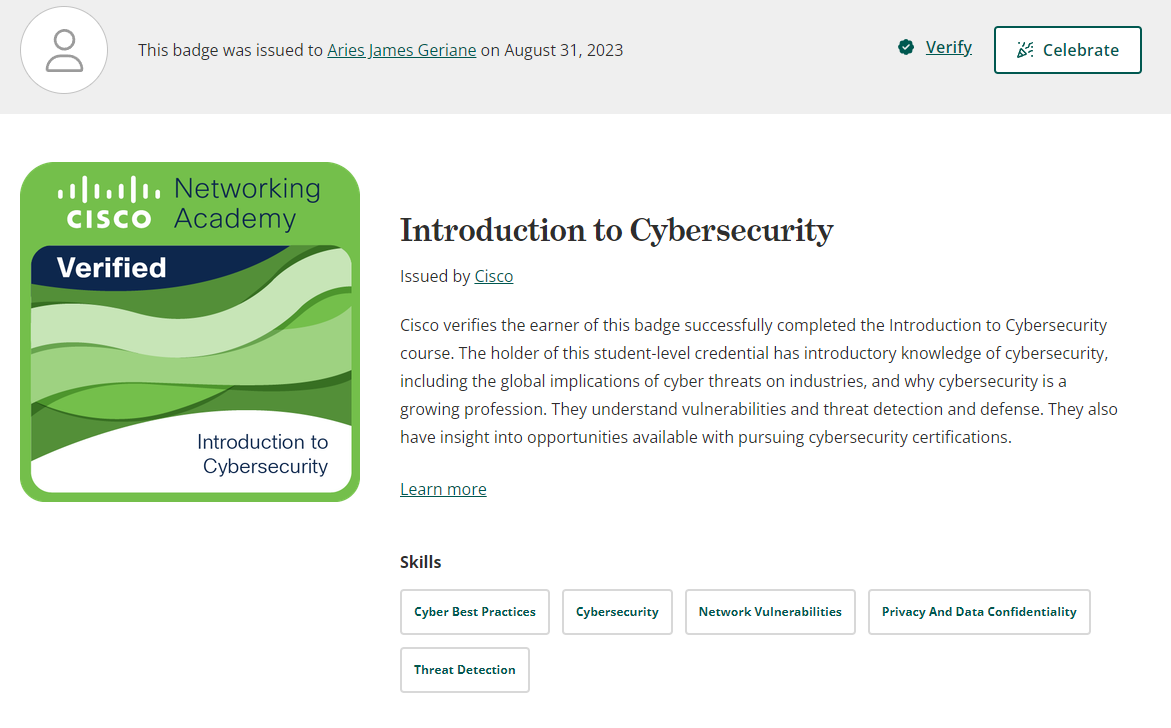 This badge was issued to Aries James Geriane on August 31, 2023
Verify
Celebrate
CISCO
Networking
Academy
Verified
Introduction to
Cybersecurity
Introduction to Cybersecurity
Issued by Cisco
Cisco verifies the earner of this badge successfully completed the Introduction to Cybersecurity
course. The holder of this student-level credential has introductory knowledge of cybersecurity,
including the global implications of cyber threats on industries, and why cybersecurity is a
growing profession. They understand vulnerabilities and threat detection and defense. They also
have insight into opportunities available with pursuing cybersecurity certifications.
Learn more
Skills
Cyber Best Practices
Cybersecurity
Network Vulnerabilities
Privacy And Data Confidentiality
Threat Detection